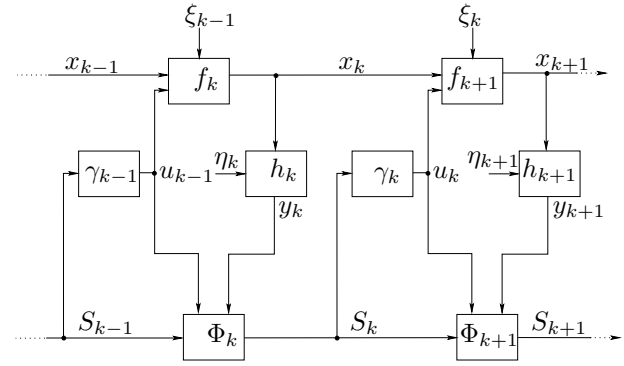 ξ_{k−1} ξ_k
x_{k−1} f_k x_k f_{k+1} x_{k+1}
γ_{k−1} u_{k−1} η_k h_k γ_k u_k η_{k+1} h_{k+1}
y_k y_{k+1}
S_{k−1} Φ_k S_k Φ_{k+1} S_{k+1}